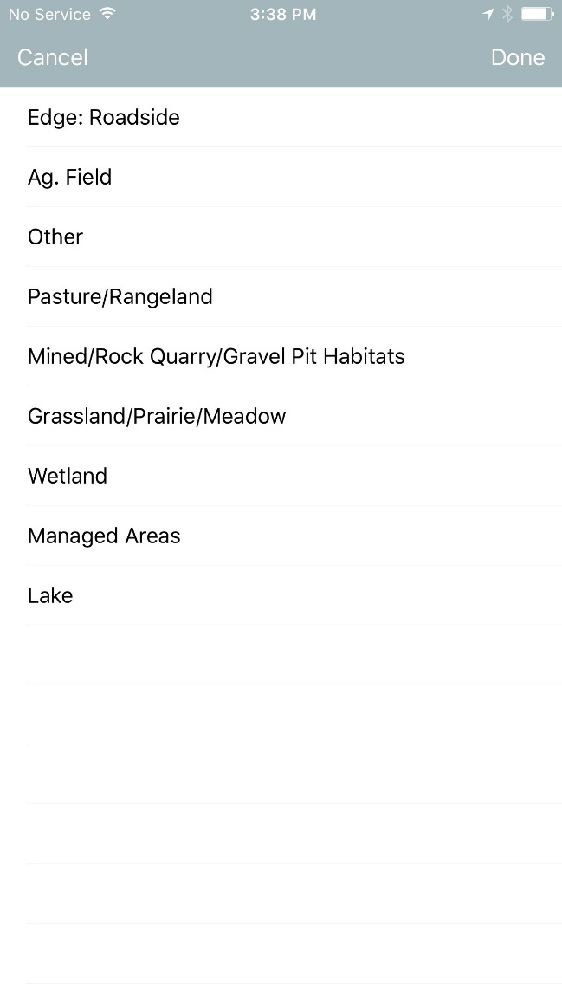 No Service 3:38 PM
Cancel Done
Edge: Roadside
Ag. Field
Other
Pasture/Rangeland
Mined/Rock Quarry/Gravel Pit Habitats
Grassland/Prairie/Meadow
Wetland
Managed Areas
Lake